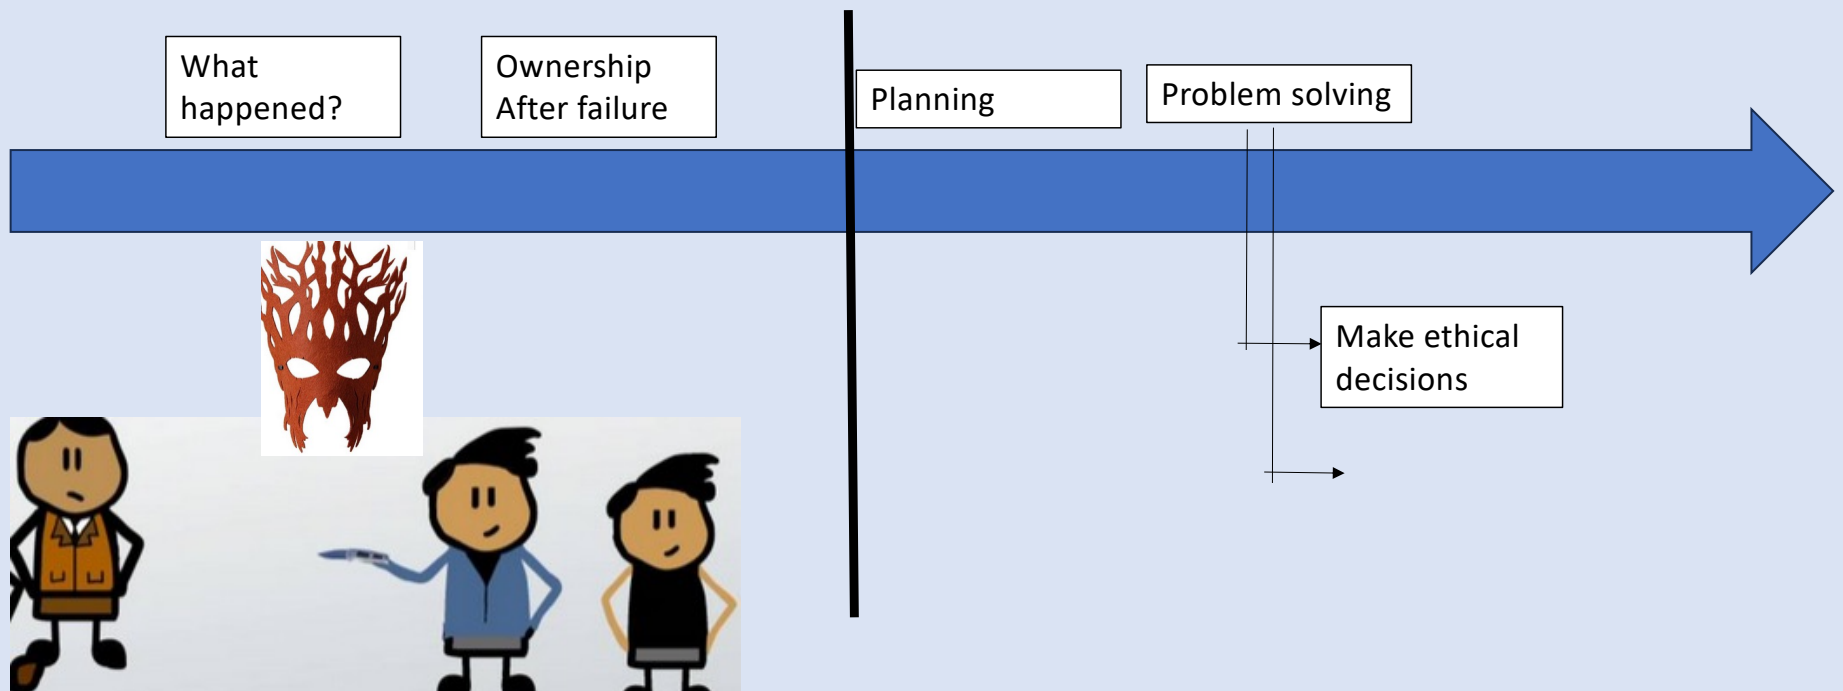 What
happened?
Ownership
After failure
Planning
Problem solving
Make ethical
decisions